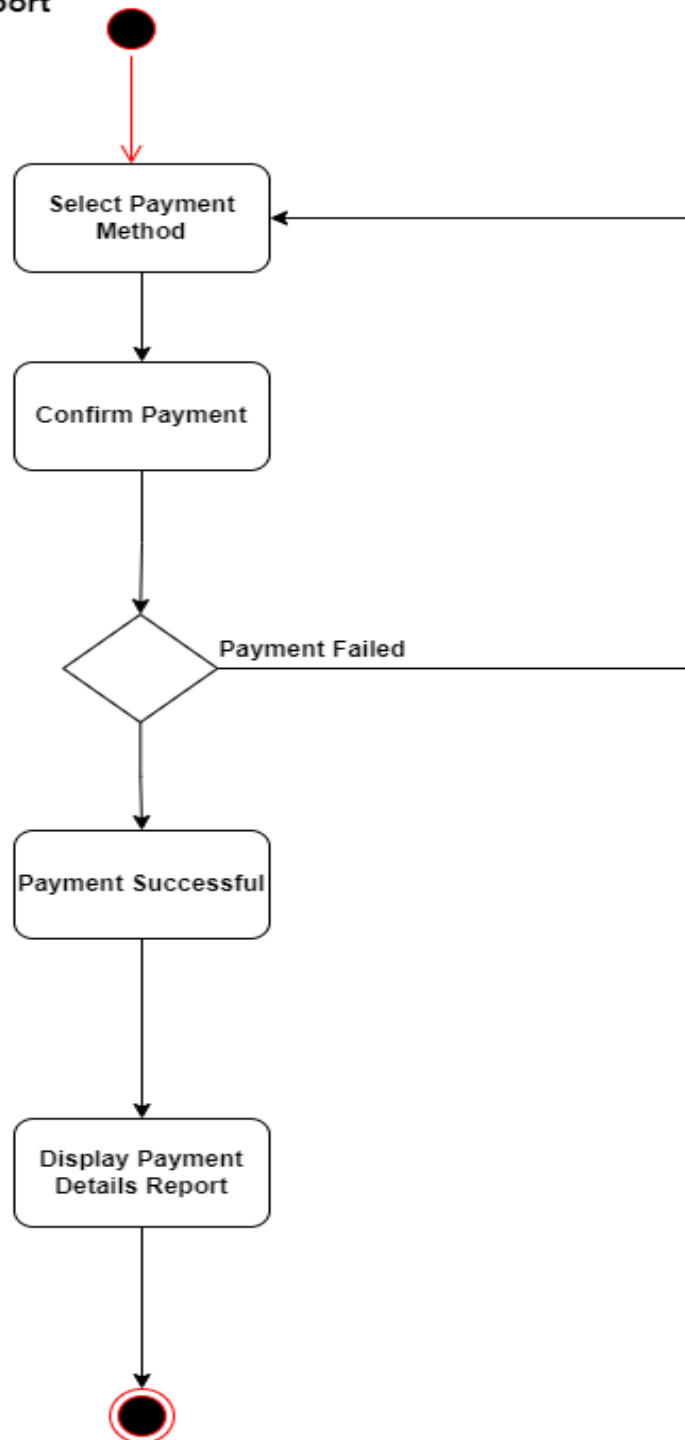 Select Payment
Method
Confirm Payment
Payment Failed
Payment Successful
Display Payment
Details Report